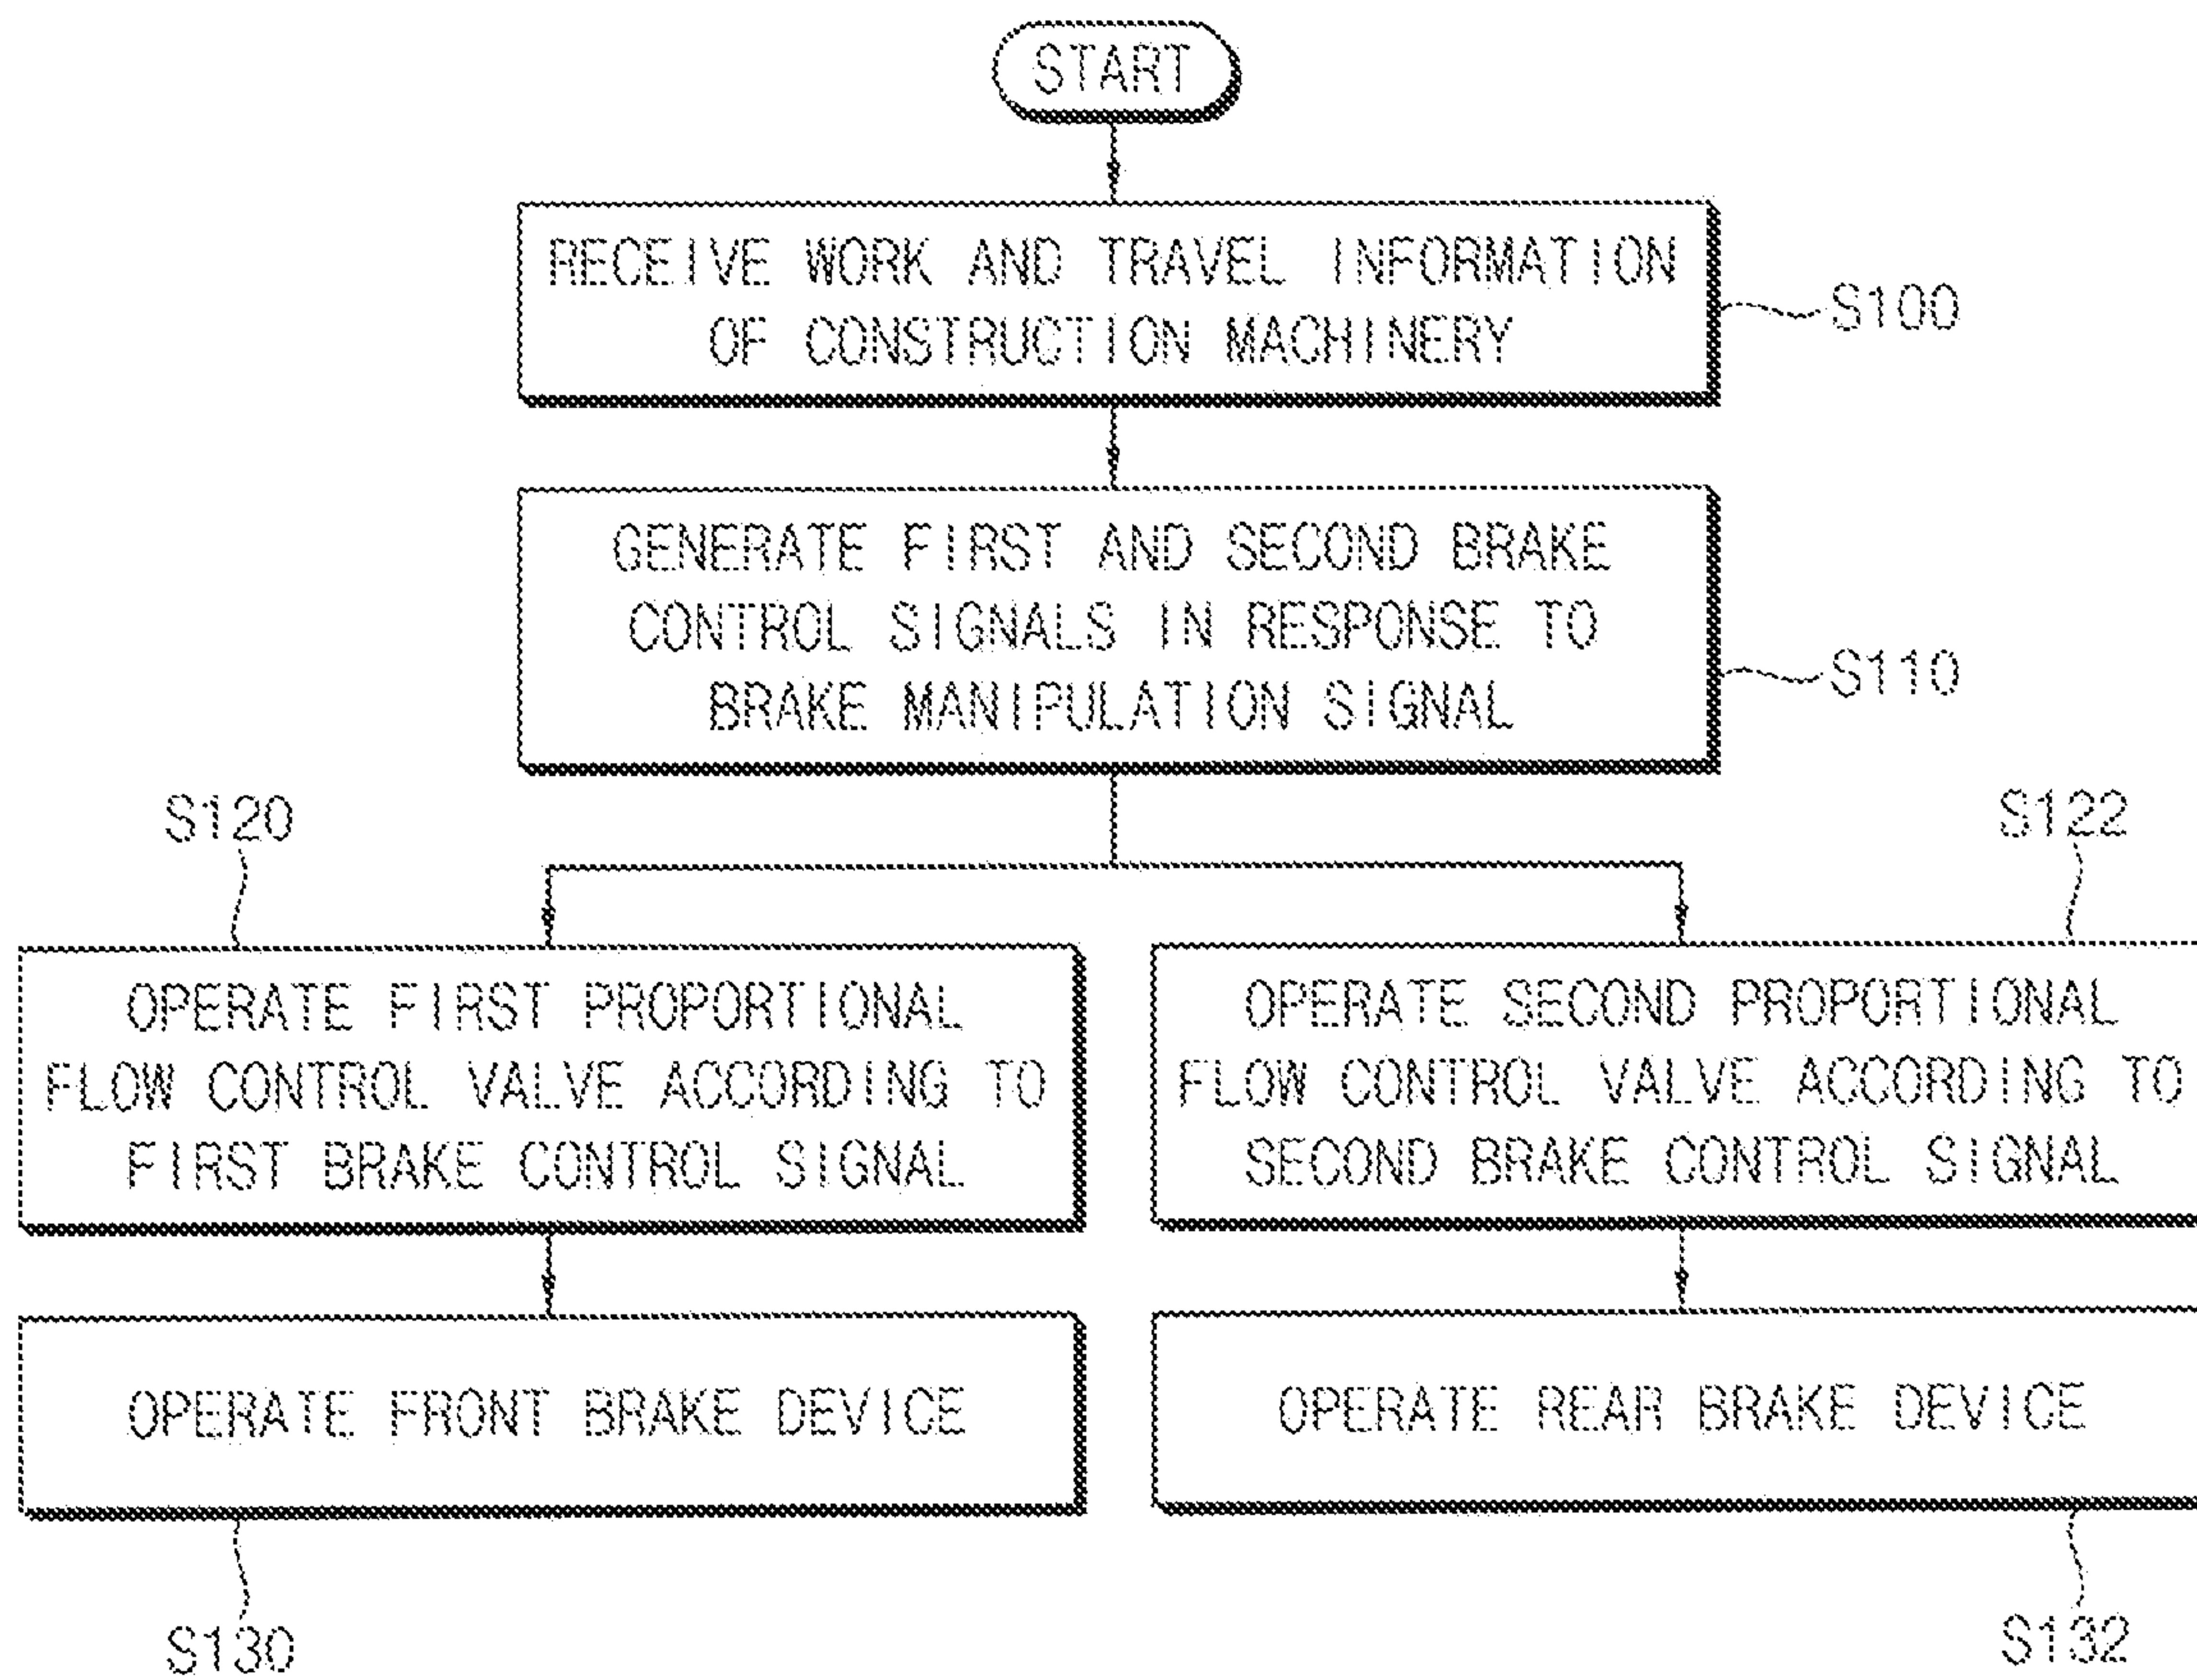 START
RECEIVE WORK AND TRAVEL INFORMATION
OF CONSTRUCTION MACHINERY
S100
GENERATE FIRST AND SECOND BRAKE
CONTROL SIGNALS IN RESPONSE TO
BRAKE MANIPULATION SIGNAL
S110
S120
OPERATE FIRST PROPORTIONAL
FLOW CONTROL VALVE ACCORDING TO
FIRST BRAKE CONTROL SIGNAL
S122
OPERATE SECOND PROPORTIONAL
FLOW CONTROL VALVE ACCORDING TO
SECOND BRAKE CONTROL SIGNAL
OPERATE FRONT BRAKE DEVICE
S130
OPERATE REAR BRAKE DEVICE
S132